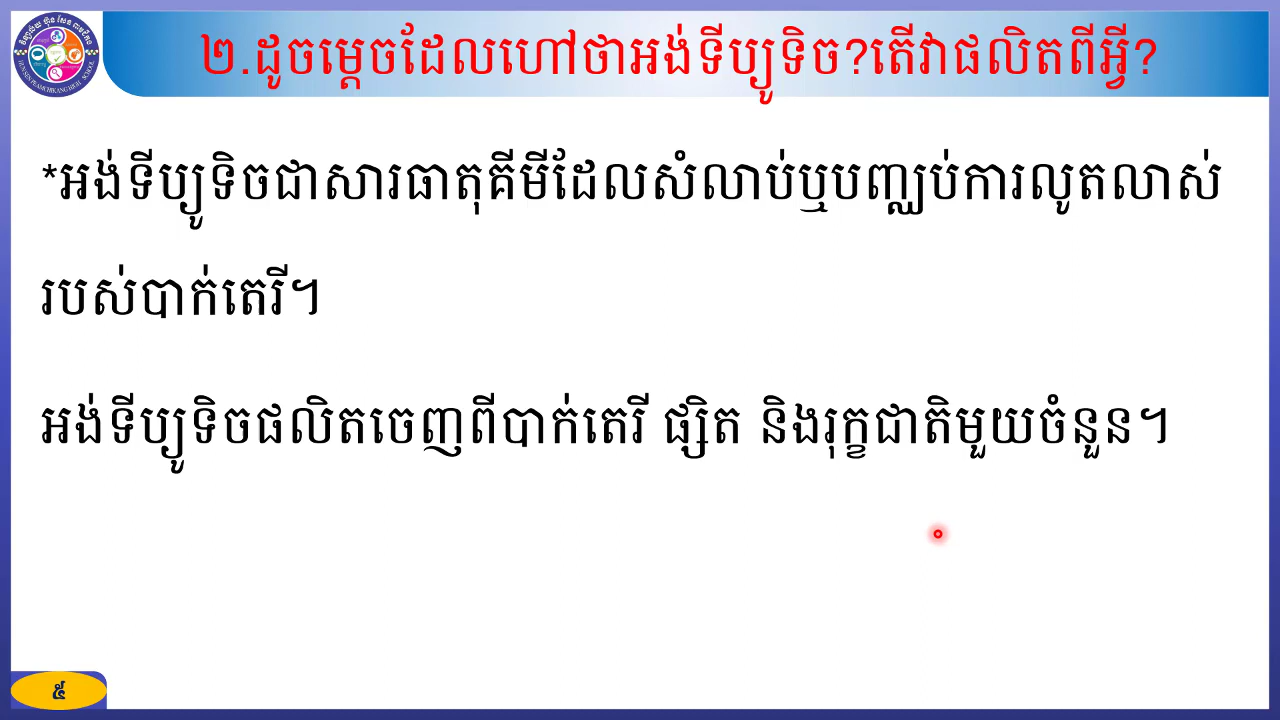 ២.ដូចម្ដេចដែលហៅថាអង់ទីប្យូទិច?តើវាផលិតពីអ្វី?
*អង់ទីប្យូទិចជាសារធាតុគីមីដែលសំលាប់ឬបញ្ឈប់ការលូតលាស់
របស់បាក់តេរី។
អង់ទីប្យូទិចផលិតចេញពីបាក់តេរី ផ្សិត និងរុក្ខជាតិមួយចំនួន។
៥